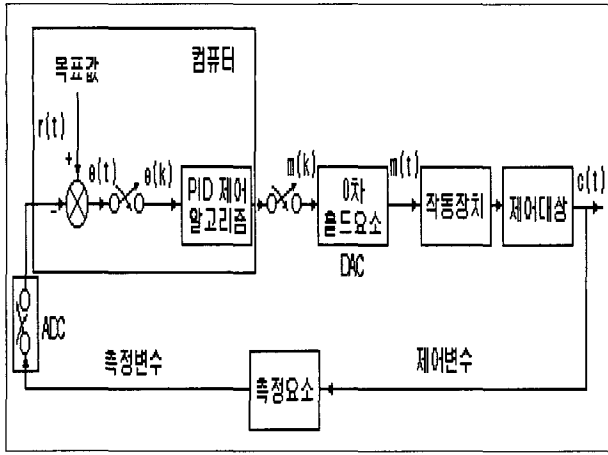 컴퓨터
목표값
r(t)
+
-
e(t)
e(k)
PID 제어
알고리즘
m(k)
0차
홀드요소
DAC
m(t)
작동장치
제어대상
c(t)
ADC
측정변수
측정요소
제어변수